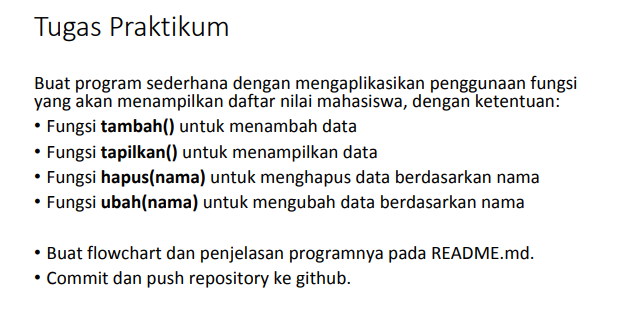 Tugas Praktikum
Buat program sederhana dengan mengaplikasikan penggunaan fungsi
yang akan menampilkan daftar nilai mahasiswa, dengan ketentuan:
• Fungsi tambah() untuk menambah data
• Fungsi tapilkan() untuk menampilkan data
• Fungsi hapus(nama) untuk menghapus data berdasarkan nama
• Fungsi ubah(nama) untuk mengubah data berdasarkan nama
• Buat flowchart dan penjelasan programnya pada README.md.
• Commit dan push repository ke github.